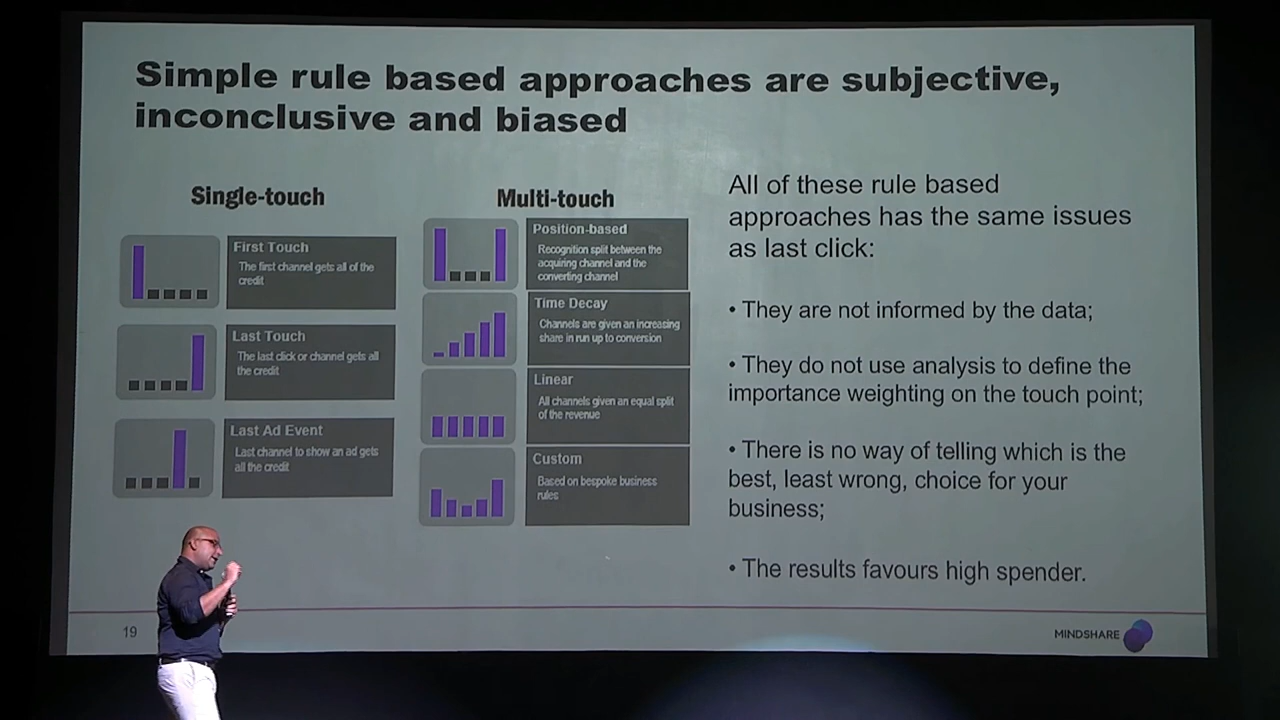 Simple rule based approaches are subjective,
inconclusive and biased
Single-touch
First Touch
The first channel gets all of the
credit
Last Touch
The last click or channel gets all
the credit
Last Ad Event
Last channel to show an ad gets
all the credit
Multi-touch
Position-based
Recognition split between the
acquiring channel and the
converting channel
Time Decay
Channels are given an increasing
share in run up to conversion
Linear
All channels given an equal split
of the revenue
Custom
Based on bespoke business
rules
All of these rule based
approaches has the same issues
as last click:
• They are not informed by the data;
• They do not use analysis to define the
importance weighting on the touch point;
• There is no way of telling which is the
best, least wrong, choice for your
business;
• The results favours high spender.
19
MINDSHARE